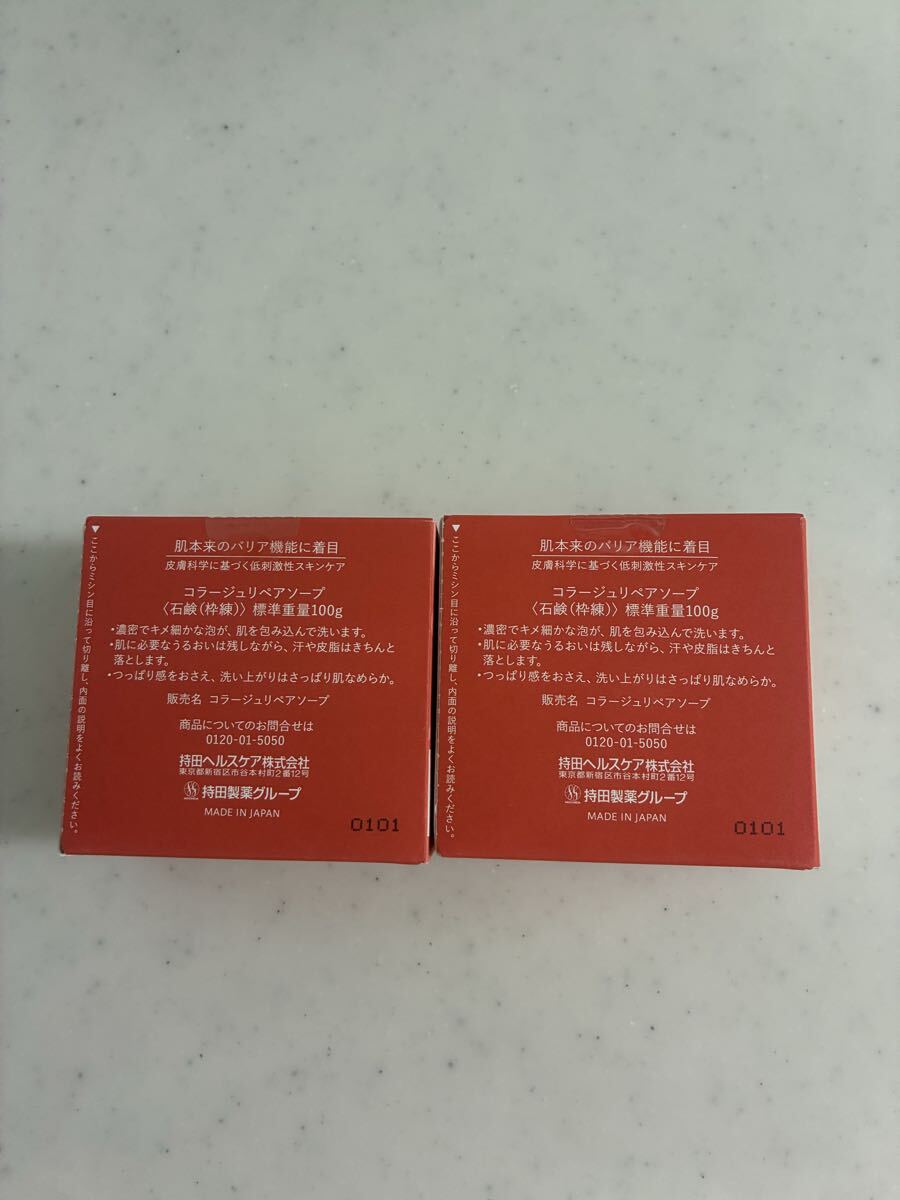 ▼ここからミシン目に沿って切り離し、内面の説明をよくお読みください。
肌本来のバリア機能に着目
皮膚科学に基づく低刺激性スキンケア
コラージュリペアソープ
〈石鹸（枠練）〉標準重量100g
・濃密でキメ細かな泡が、肌を包み込んで洗います。
・肌に必要なうるおいは残しながら、汗や皮脂はきちんと
落とします。
・つっぱり感をおさえ、洗い上がりはさっぱり肌なめらか。
販売名 コラージュリペアソープ
商品についてのお問合せは
0120-01-5050
持田ヘルスケア株式会社
東京都新宿区市谷本村町2番12号
持田製薬グループ
MADE IN JAPAN
0101
▼ここからミシン目に沿って切り離し、内面の説明をよくお読みください。
肌本来のバリア機能に着目
皮膚科学に基づく低刺激性スキンケア
コラージュリペアソープ
〈石鹸（枠練）〉標準重量100g
・濃密でキメ細かな泡が、肌を包み込んで洗います。
・肌に必要なうるおいは残しながら、汗や皮脂はきちんと
落とします。
・つっぱり感をおさえ、洗い上がりはさっぱり肌なめらか。
販売名 コラージュリペアソープ
商品についてのお問合せは
0120-01-5050
持田ヘルスケア株式会社
東京都新宿区市谷本村町2番12号
持田製薬グループ
MADE IN JAPAN
0101